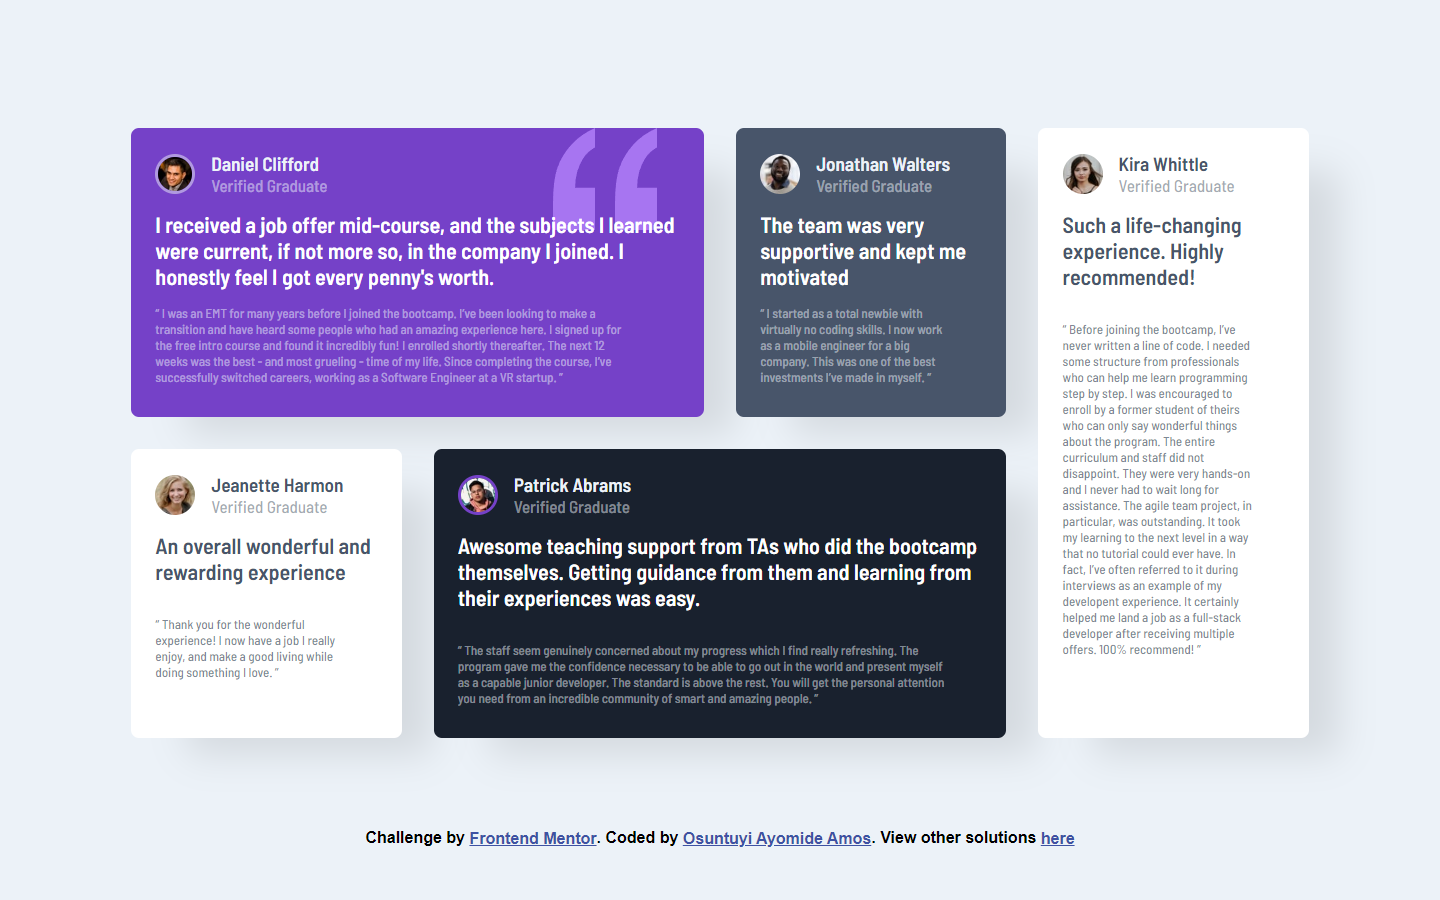 Daniel Clifford
Verified Graduate
I received a job offer mid-course, and the subjects I learned
were current, if not more so, in the company I joined. I
honestly feel I got every penny's worth.
“ I was an EMT for many years before I joined the bootcamp. I've been looking to make a
transition and have heard some people who had an amazing experience here. I signed up for
the free intro course and found it incredibly fun! I enrolled shortly thereafter. The next 12
weeks was the best - and most grueling - time of my life. Since completing the course, I've
successfully switched careers, working as a Software Engineer at a VR startup. ”
Jonathan Walters
Verified Graduate
The team was very
supportive and kept me
motivated
“ I started as a total newbie with
virtually no coding skills. I now work
as a mobile engineer for a big
company. This was one of the best
investments I've made in myself. ”
Kira Whittle
Verified Graduate
Such a life-changing
experience. Highly
recommended!
“ Before joining the bootcamp, I've
never written a line of code. I needed
some structure from professionals
who can help me learn programming
step by step. I was encouraged to
enroll by a former student of theirs
who can only say wonderful things
about the program. The entire
curriculum and staff did not
disappoint. They were very hands-on
and I never had to wait long for
assistance. The agile team project, in
particular, was outstanding. It took
my learning to the next level in a way
that no tutorial could ever have. In
fact, I've often referred to it during
interviews as an example of my
developent experience. It certainly
helped me land a job as a full-stack
developer after receiving multiple
offers. 100% recommend! ”
Jeanette Harmon
Verified Graduate
An overall wonderful and
rewarding experience
“ Thank you for the wonderful
experience! I now have a job I really
enjoy, and make a good living while
doing something I love. ”
Patrick Abrams
Verified Graduate
Awesome teaching support from TAs who did the bootcamp
themselves. Getting guidance from them and learning from
their experiences was easy.
“ The staff seem genuinely concerned about my progress which I find really refreshing. The
program gave me the confidence necessary to be able to go out in the world and present myself
as a capable junior developer. The standard is above the rest. You will get the personal attention
you need from an incredible community of smart and amazing people. ”
Challenge by Frontend Mentor. Coded by Osuntuyi Ayomide Amos. View other solutions here